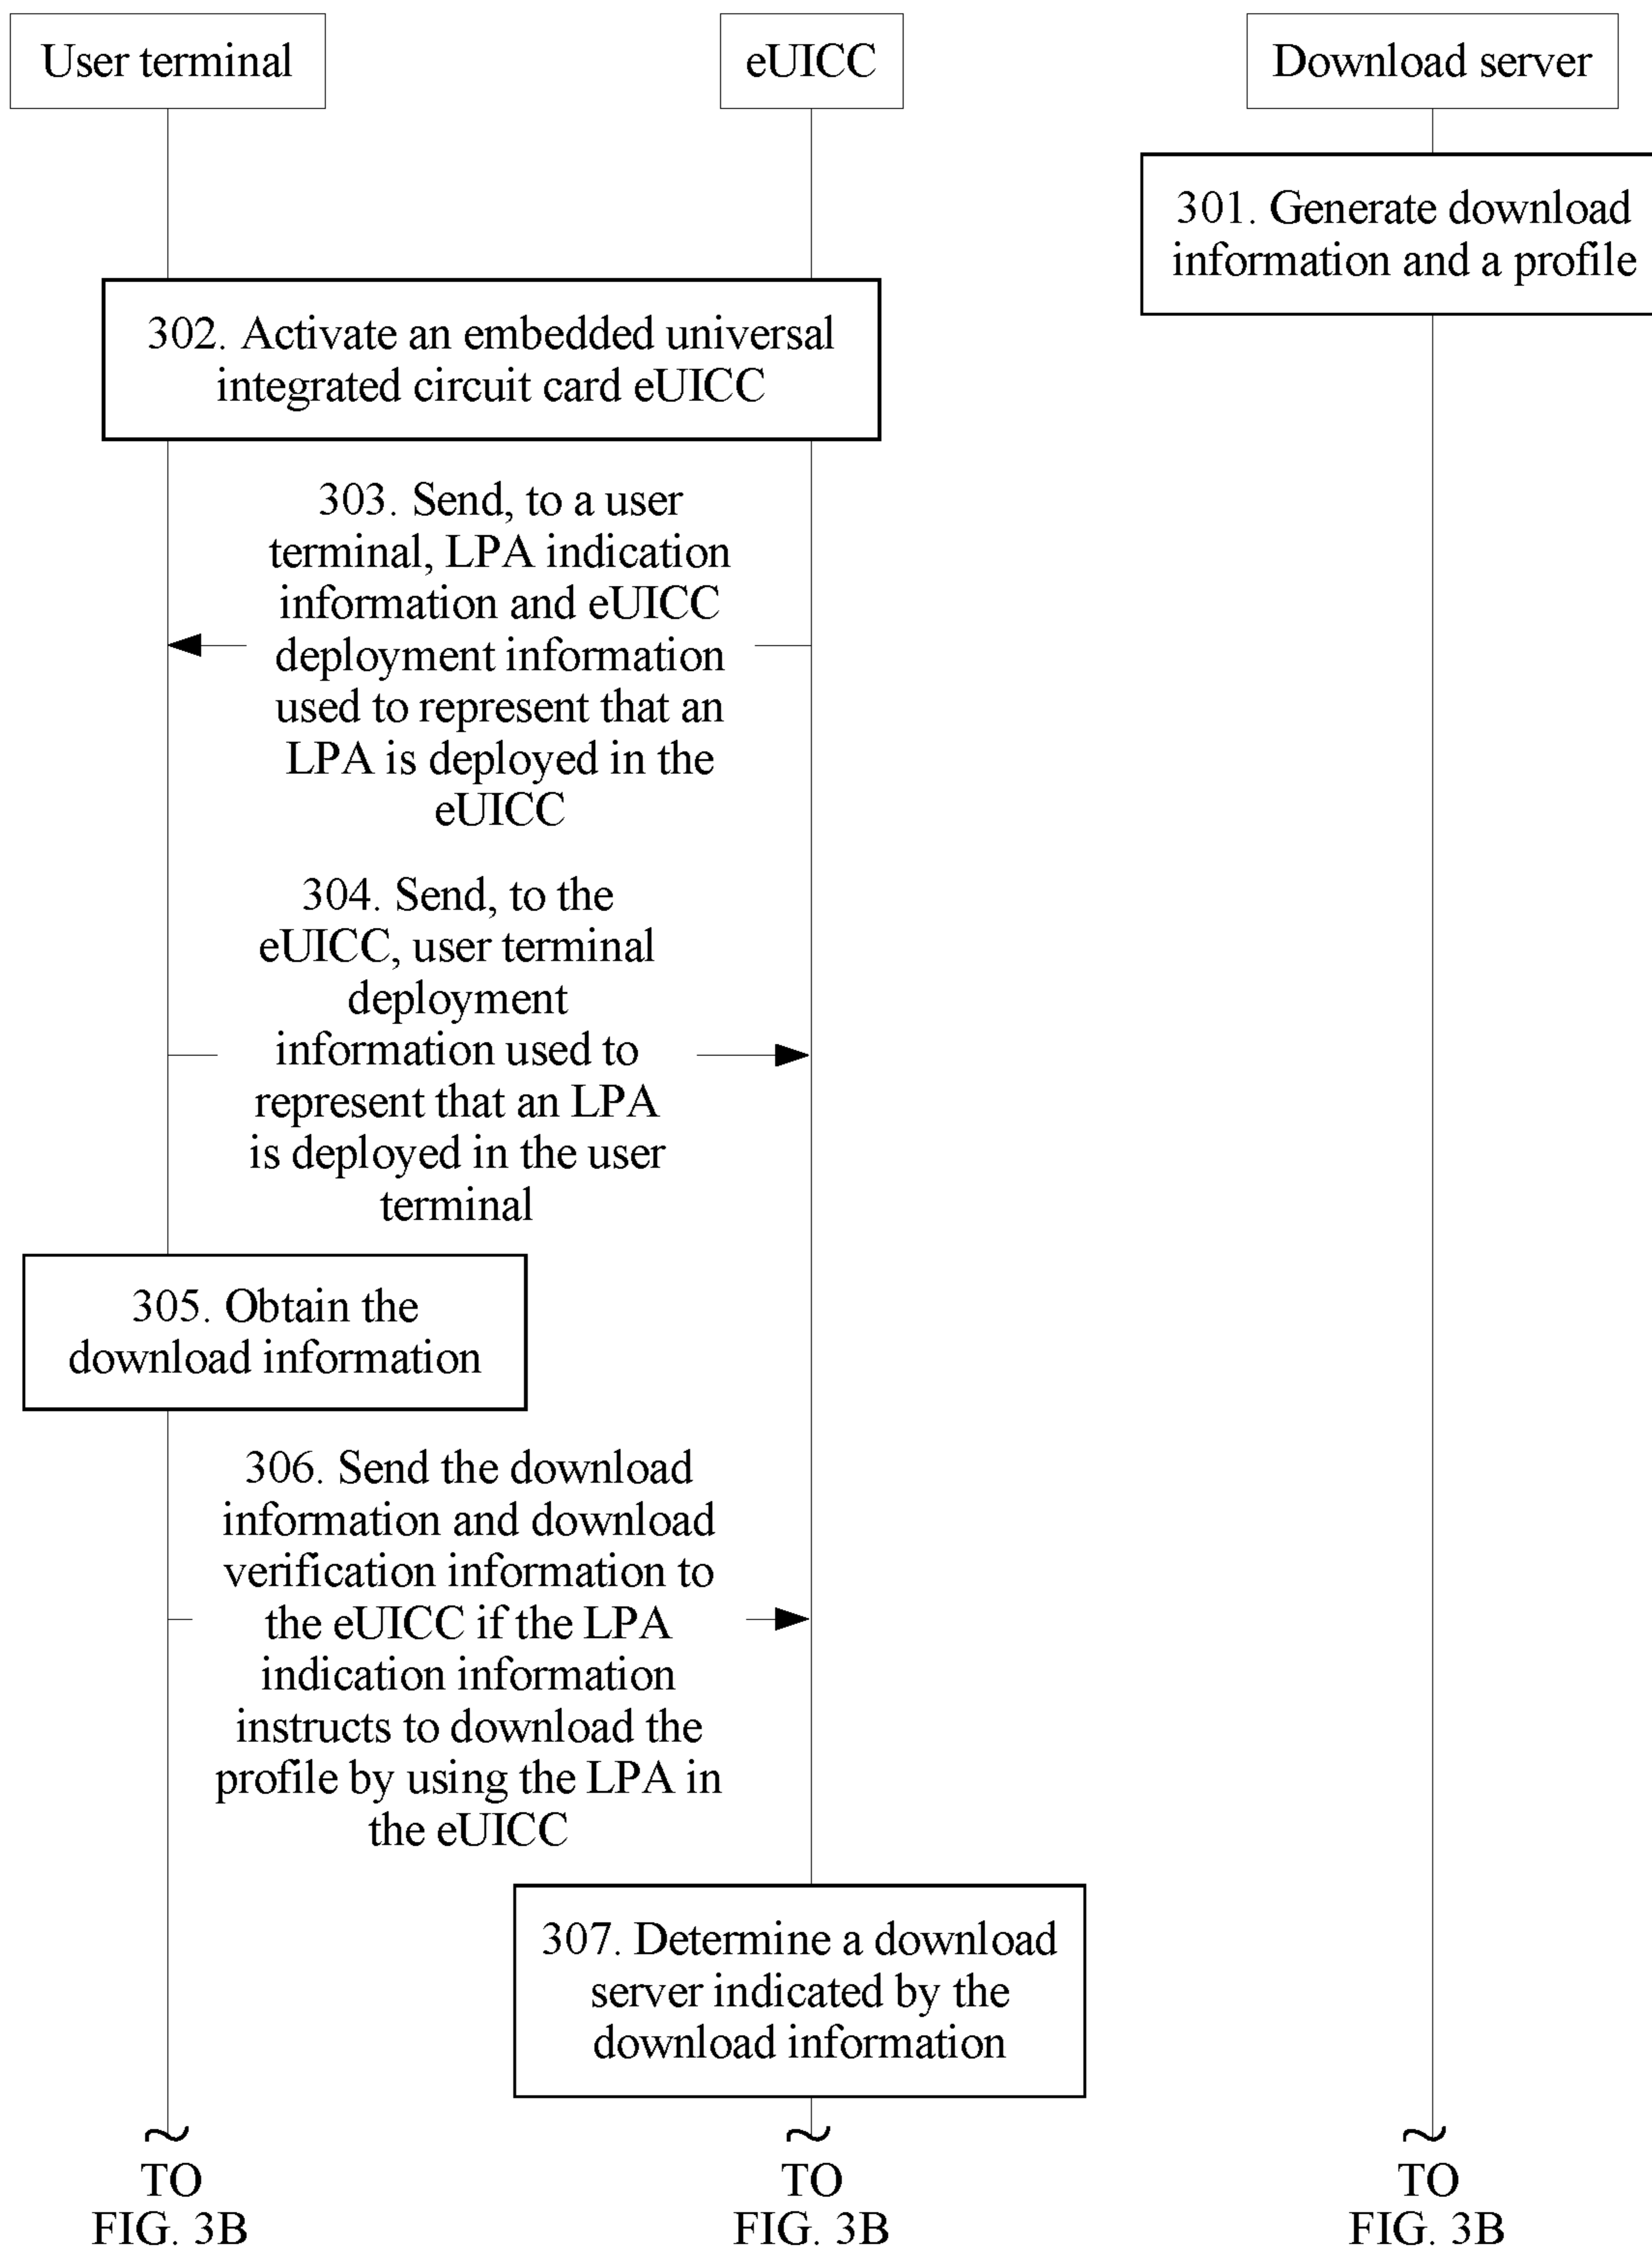 User terminal
eUICC
Download server
301. Generate download
information and a profile
302. Activate an embedded universal
integrated circuit card eUICC
303. Send, to a user
terminal, LPA indication
information and eUICC
deployment information
used to represent that an
LPA is deployed in the
eUICC
304. Send, to the
eUICC, user terminal
deployment
information used to
represent that an LPA
is deployed in the user
terminal
305. Obtain the
download information
306. Send the download
information and download
verification information to
the eUICC if the LPA
indication information
instructs to download the
profile by using the LPA in
the eUICC
307. Determine a download
server indicated by the
download information
TO
FIG. 3B
TO
FIG. 3B
TO
FIG. 3B